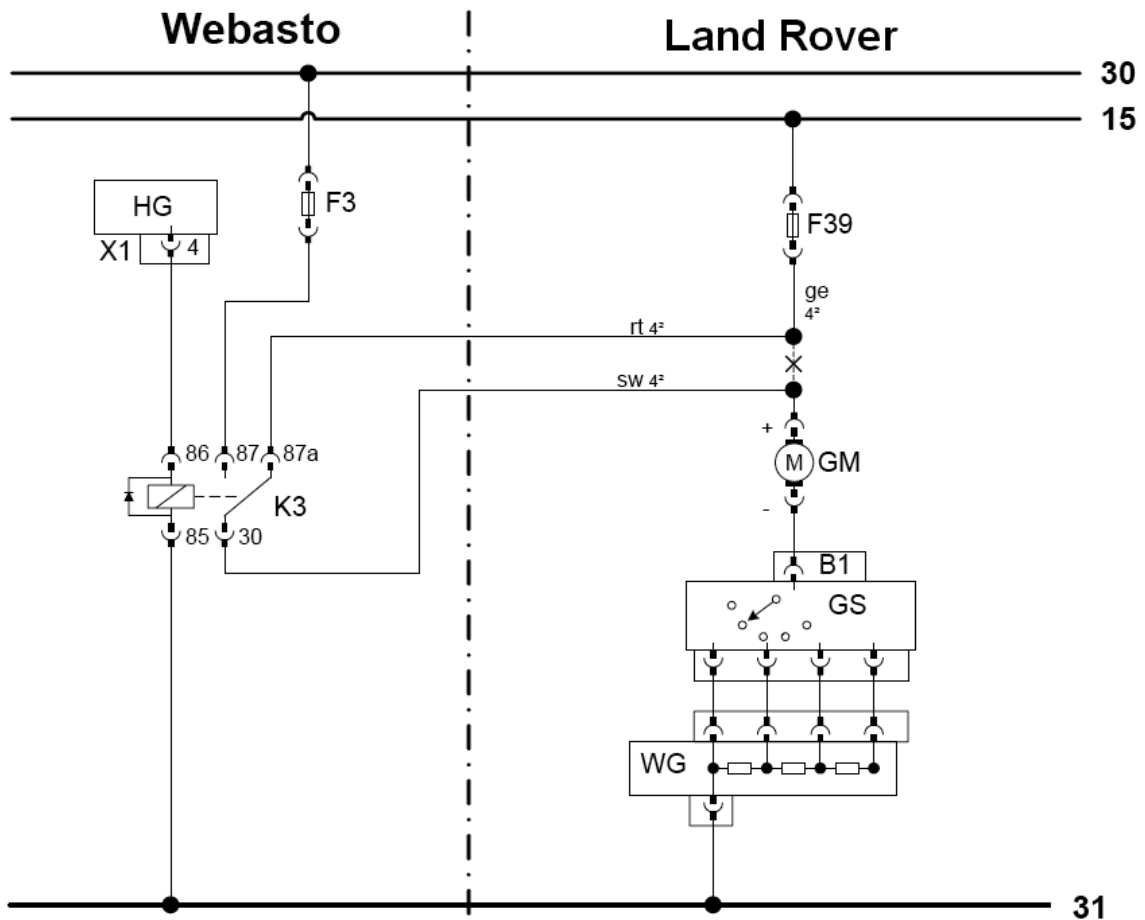 Webasto
Land Rover
30
15
HG
X1
4
F3
F39
ge
4²
rt 4²
sw 4²
86
87
87a
K3
85
30
+
M
GM
-
B1
GS
WG
31